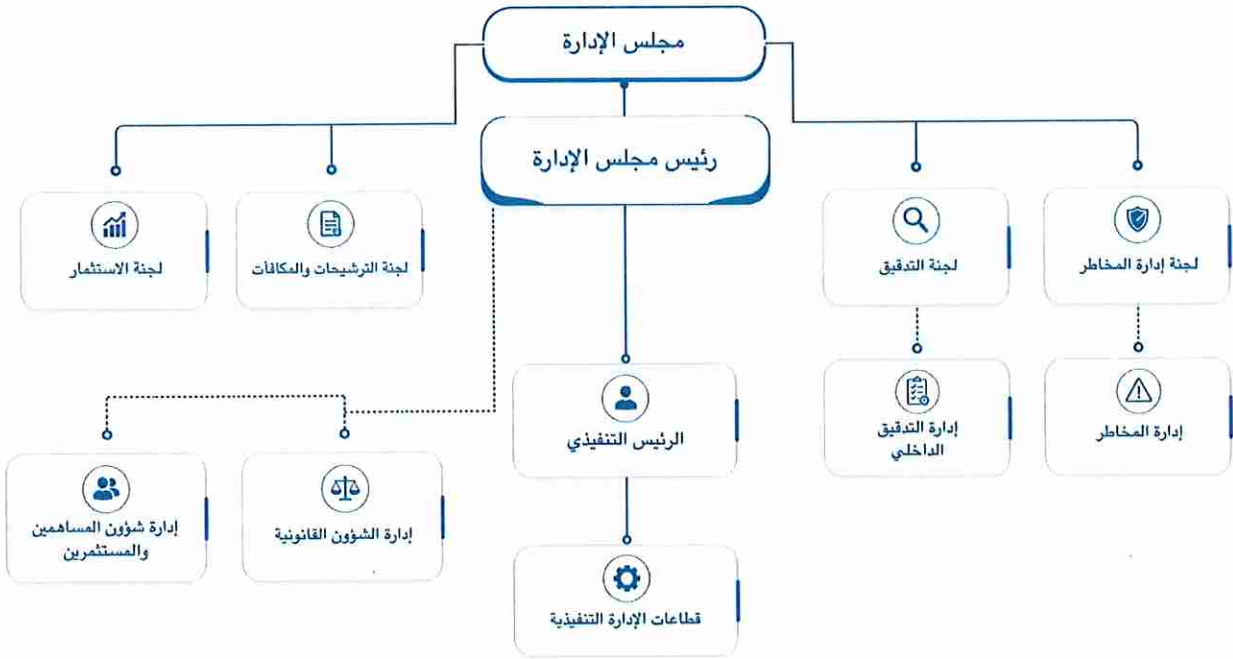 مجلس الإدارة
رئيس مجلس الإدارة
لجنة إدارة المخاطر
لجنة التدقيق
لجنة الترشيحات والمكافآت
لجنة الاستثمار
إدارة المخاطر
إدارة التدقيق
الداخلي
الرئيس التنفيذي
إدارة الشؤون القانونية
إدارة شؤون المساهمين
والمستثمرين
قطاعات الإدارة التنفيذية